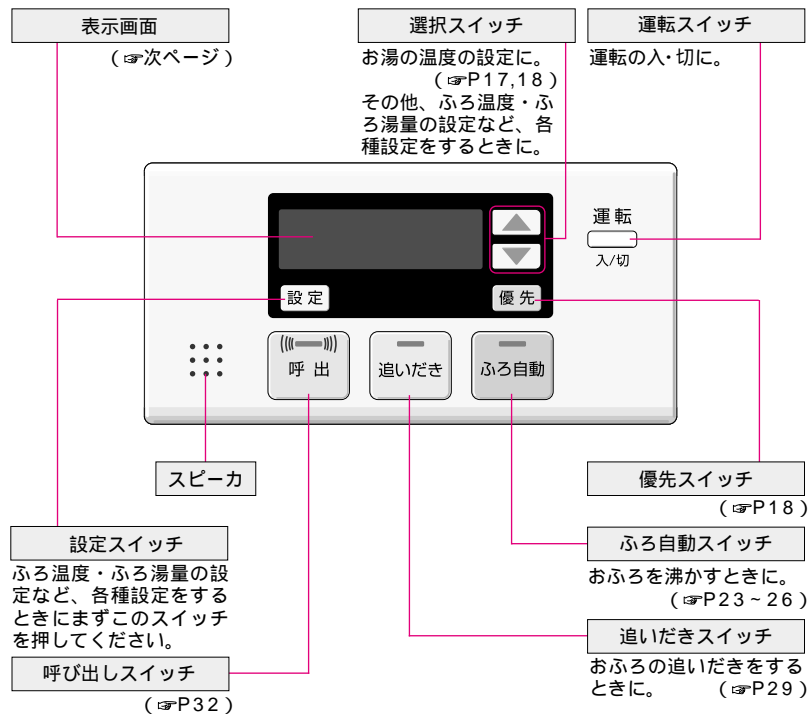 表示画面
(☞次ページ)
選択スイッチ
お湯の温度の設定に。
(☞P17,18)
その他、ふろ温度・ふ
ろ湯量の設定など、各
種設定をするときに。
運転スイッチ
運転の入・切に。
運転
入/切
設定
優先
呼出
追いだき
ふろ自動
スピーカ
設定スイッチ
ふろ温度・ふろ湯量の設
定など、各種設定をする
ときにまずこのスイッチ
を押してください。
呼び出しスイッチ
(☞P32)
優先スイッチ
(☞P18)
ふろ自動スイッチ
おふろを沸かすときに。
(☞P23~26)
追いだきスイッチ
おふろの追いだきをする
ときに。 (☞P29)